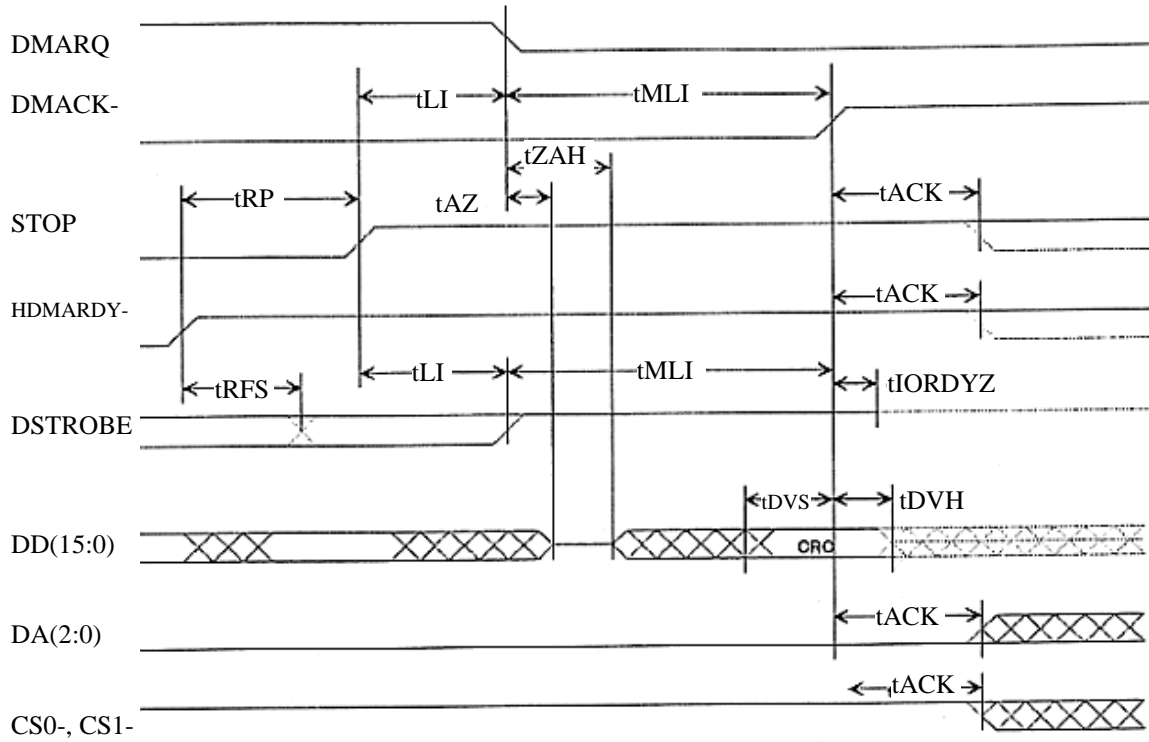 DMARQ
tLI tMLI
DMACK-
tZAH
tRP tAZ tACK
STOP
tACK
HDMARDY-
tRFS tLI tMLI tIORDYZ
DSTROBE
tDVS tDVH
DD(15:0) CRC
tACK
DA(2:0)
tACK
CS0-, CS1-